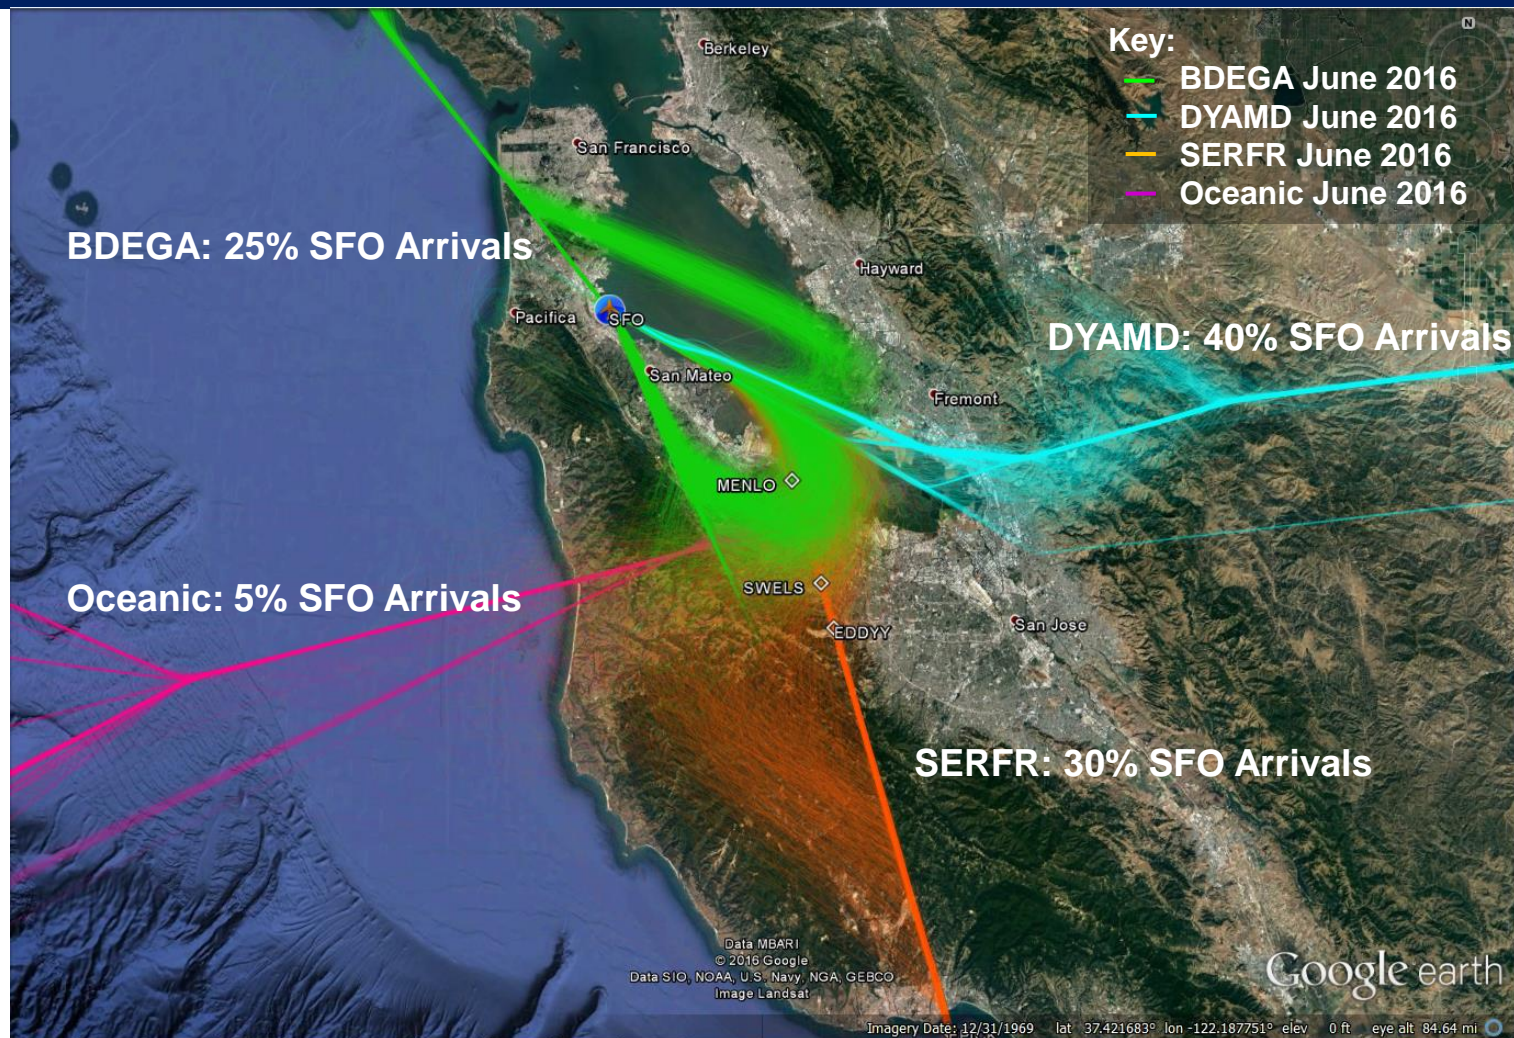 N
Berkeley
Key:
BDEGA June 2016
DYAMD June 2016
SERFR June 2016
Oceanic June 2016
San Francisco
BDEGA: 25% SFO Arrivals
Hayward
Pacifica
SFO
DYAMD: 40% SFO Arrivals
San Mateo
Fremont
MENLO
SWELS
Oceanic: 5% SFO Arrivals
EDDYY
San Jose
SERFR: 30% SFO Arrivals
Data MBARI
© 2016 Google
Data SIO, NOAA, U.S. Navy, NGA, GEBCO
Image Landsat
Google earth
Imagery Date: 12/31/1969 lat 37.421683° lon -122.187751° elev 0 ft eye alt 84.64 mi